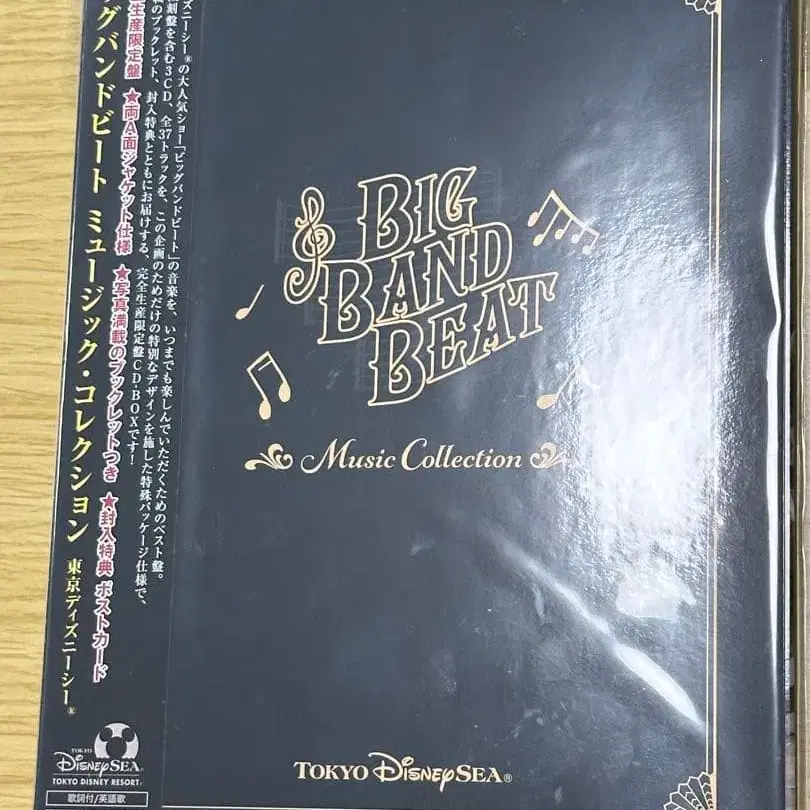 生産限定盤 ★両A面ジャケット仕様 ★写真満載のブックレットつき ★封入特典 ポストカード
ッグバンドビート ミュージック・コレクション 東京ディズニーシー®
ィズニーシー®の大人気ショー「ビッグバンドビート」の音楽を、いつまでも楽しんでいただくためのベスト盤。
刻盤を含む3CD、全37トラックを、この企画のためだけの特別なデザインを施した特殊パッケージ仕様で、
のブックレット、封入特典とともにお届けする、完全生産限定盤CD-BOXです!
BIG
BAND
BEAT
Music Collection
TOKYO DISNEYSEA®
TOKYO
DISNEYSEA
TOKYO DISNEY RESORT
歌詞付/英語歌